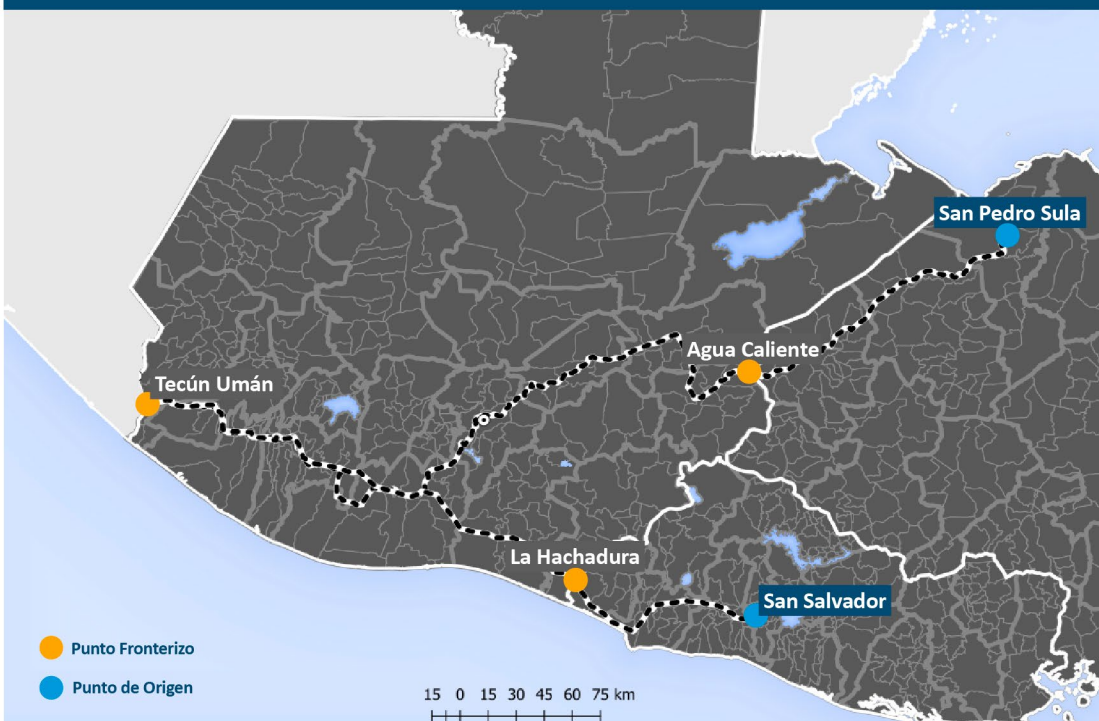 San Pedro Sula
Agua Caliente
Tecún Umán
La Hachadura
San Salvador
Punto Fronterizo
Punto de Origen
15 0 15 30 45 60 75 km